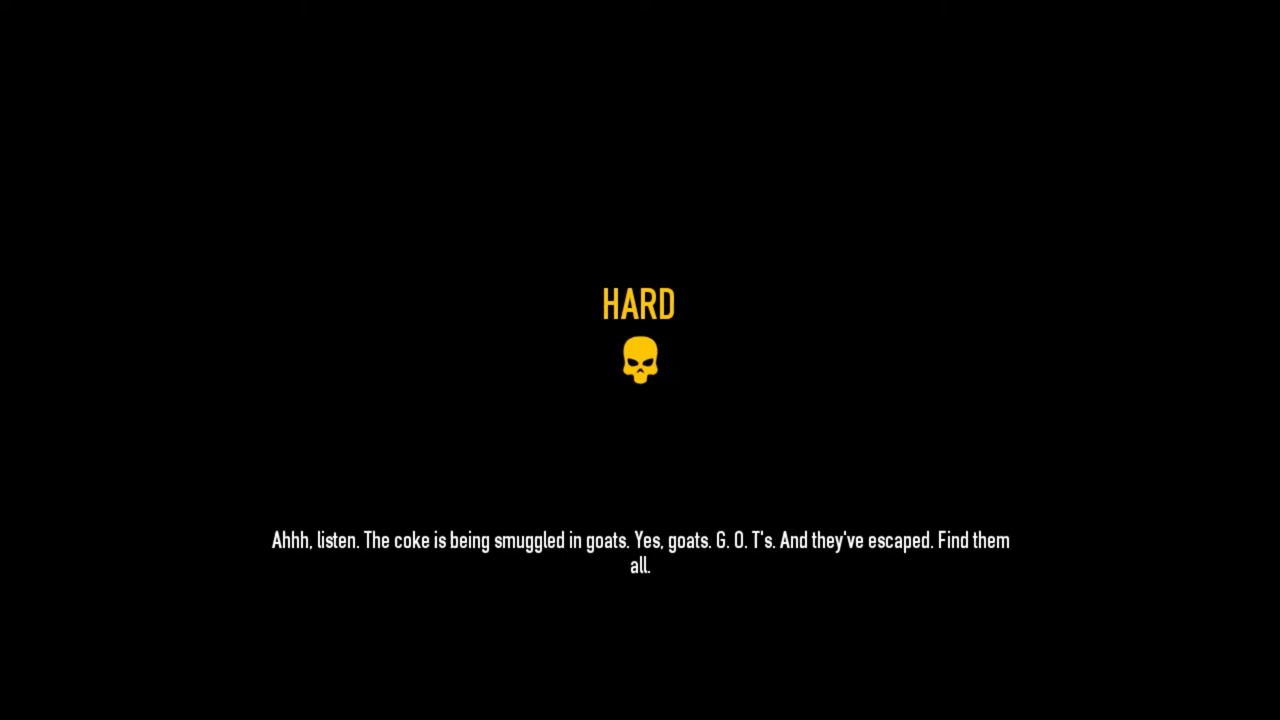 HARD
Ahhh, listen. The coke is being smuggled in goats. Yes, goats. G. O. T's. And they've escaped. Find them
all.